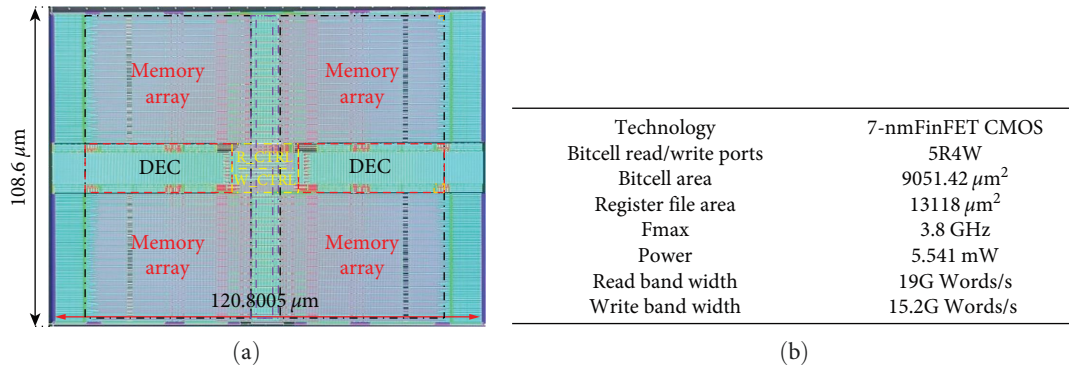 108.6 μm
Memory
array
Memory
array
DEC
R_CTRL
W_CTRL
DEC
Memory
array
Memory
array
120.8005 μm
(a)
Technology 7-nmFinFET CMOS
Bitcell read/write ports 5R4W
Bitcell area 9051.42 μm²
Register file area 13118 μm²
Fmax 3.8 GHz
Power 5.541 mW
Read band width 19G Words/s
Write band width 15.2G Words/s
(b)